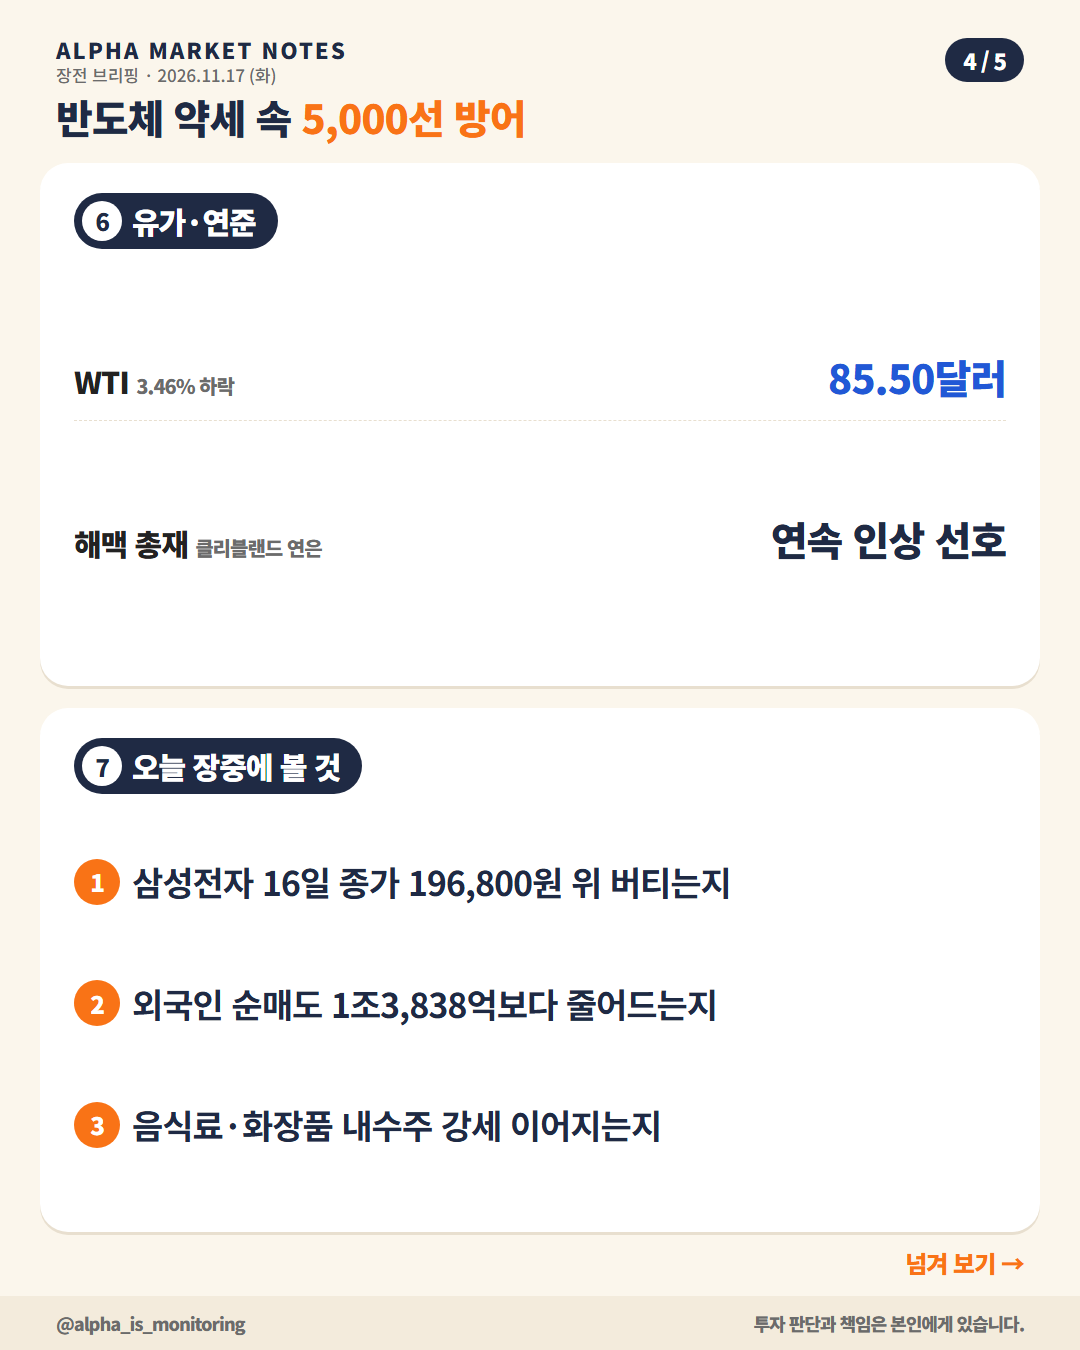 ALPHA MARKET NOTES
장전 브리핑 · 2026.11.17 (화)
4 / 5
반도체 약세 속 5,000선 방어
6 유가·연준
WTI 3.46% 하락 85.50달러
해맥 총재 클리블랜드 연은 연속 인상 선호
7 오늘 장중에 볼 것
1 삼성전자 16일 종가 196,800원 위 버티는지
2 외국인 순매도 1조3,838억보다 줄어드는지
3 음식료·화장품 내수주 강세 이어지는지
넘겨 보기 →
@alpha_is_monitoring 투자 판단과 책임은 본인에게 있습니다.